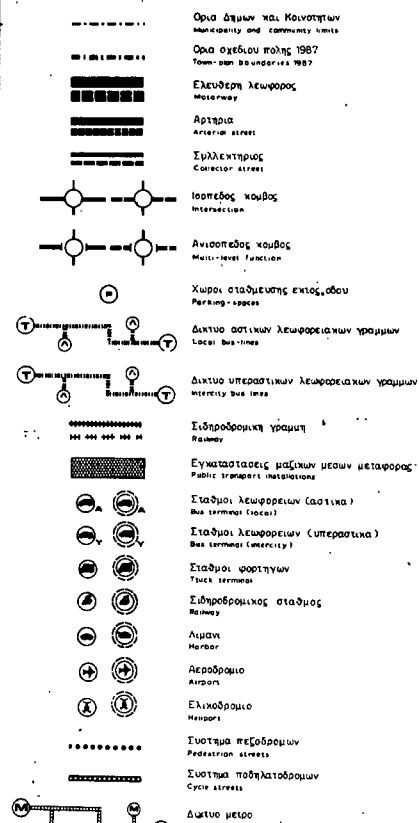 Ορια Δημων και Κοινοτητων
Municipality and community limits
Ορια σχεδιου πολης 1987
Town-plan boundaries 1987
Ελευθερη λεωφορος
Motorway
Αρτηρια
Arterial street
Συλλεκτηριος
Collector street
Ισοπεδος κομβος
Intersection
Ανισοπεδος κομβος
Multi-level function
P
Χωροι σταθμευσης εκτος οδου
Parking-spaces
T
T
Δικτυο αστικων λεωφορειακων γραμμων
Local bus-lines
T
T
Δικτυο υπεραστικων λεωφορειακων γραμμων
Intercity bus lines
Σιδηροδρομικη γραμμη
Railway
Εγκαταστασεις μαζικων μεσων μεταφορας
Public transport installations
A A
Σταθμοι λεωφορειων (αστικα)
Bus terminal (local)
Y Y
Σταθμοι λεωφορειων (υπεραστικα)
Bus terminal (intercity)
Σταθμοι φορτηγων
Truck terminal
Σιδηροδρομικος σταθμος
Railway
Λιμανι
Harbor
Αεροδρομιο
Airport
Ελικοδρομιο
Heliport
Συστημα πεζοδρομων
Pedestrian streets
Συστημα ποδηλατοδρομων
Cycle streets
M
M
Δικτυο μετρο